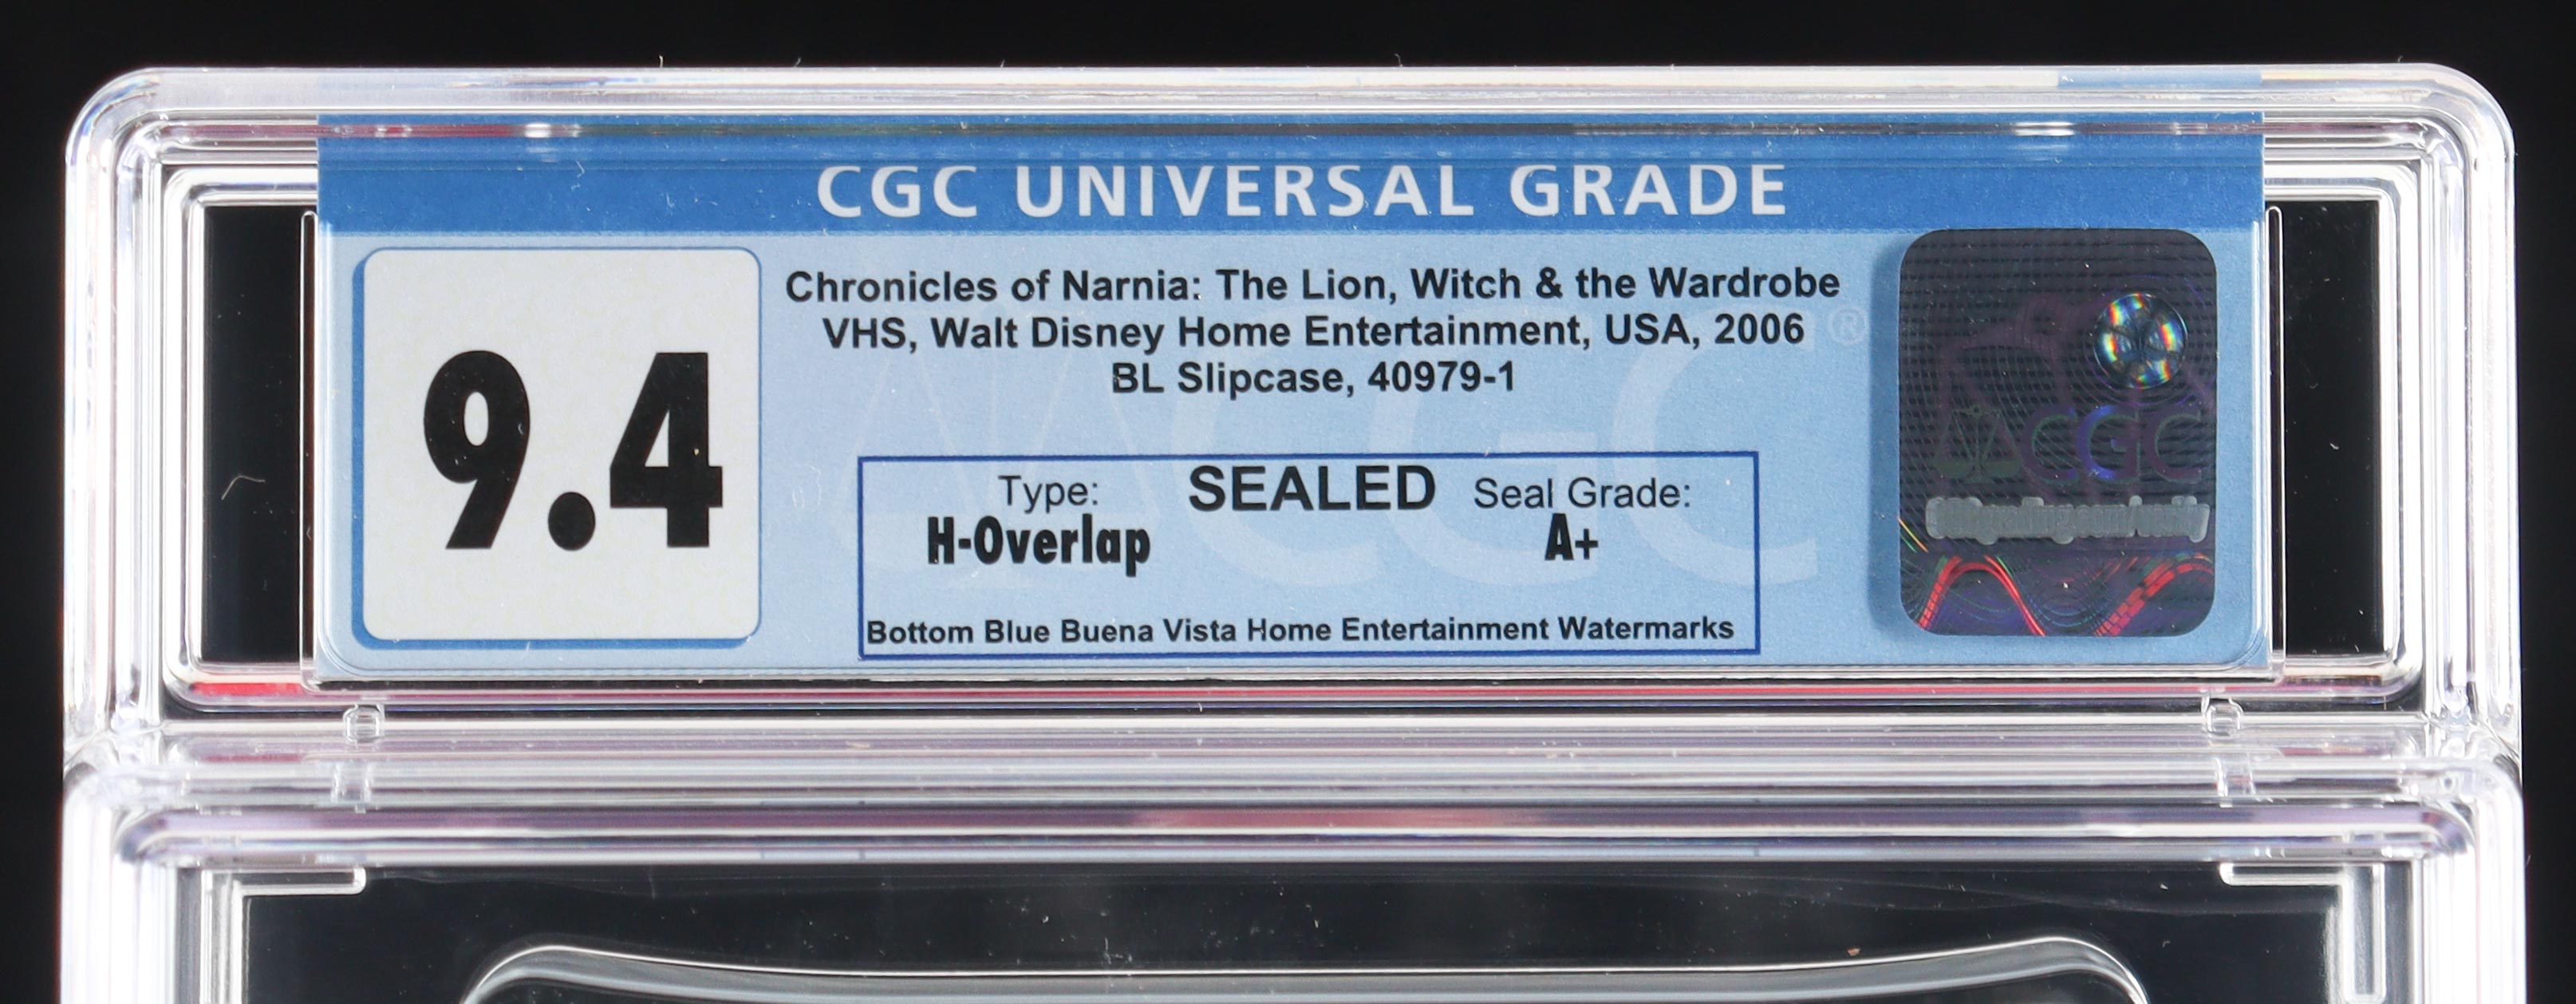 CGC UNIVERSAL GRADE
9.4
Chronicles of Narnia: The Lion, Witch & the Wardrobe
VHS, Walt Disney Home Entertainment, USA, 2006
BL Slipcase, 40979-1
Type: SEALED Seal Grade:
H-Overlap A+
Bottom Blue Buena Vista Home Entertainment Watermarks
CGC
®
CGC